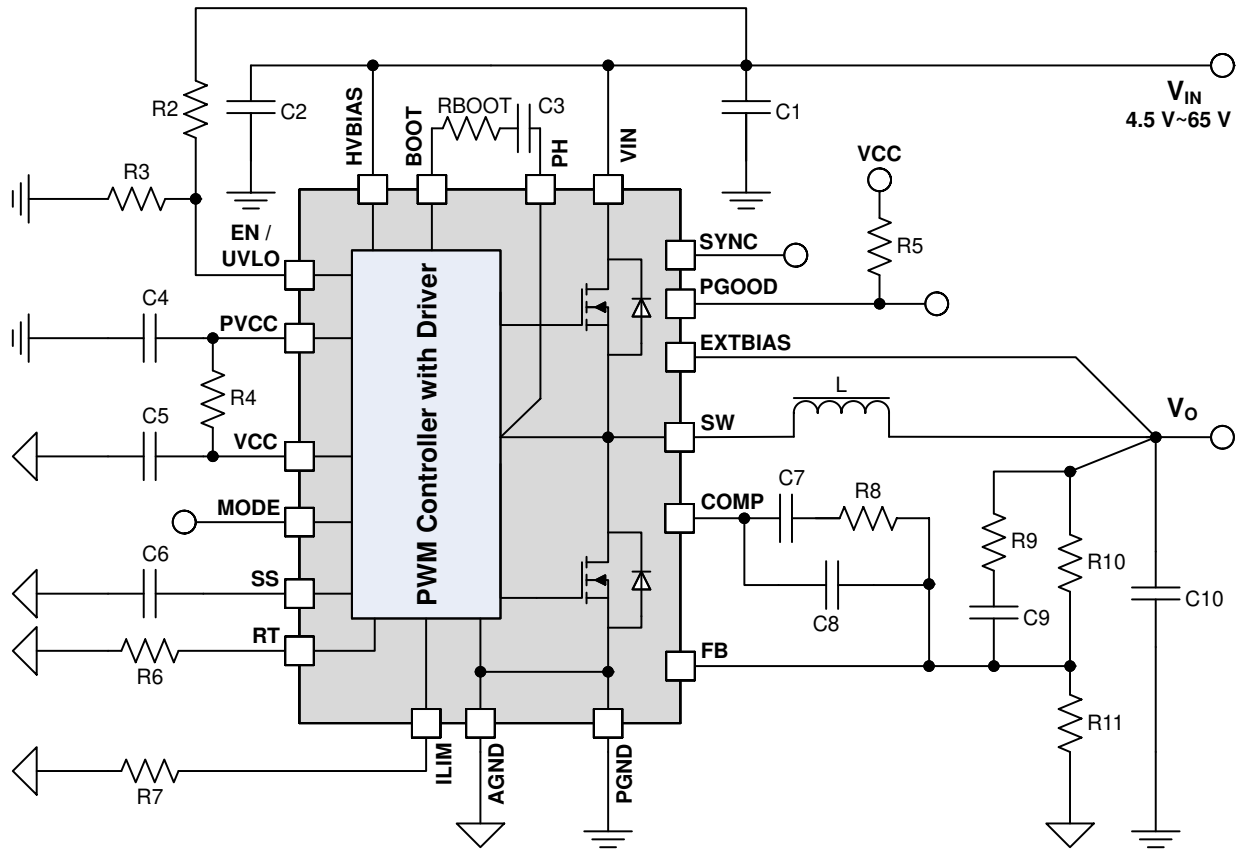 R2
C2
HVBIAS
BOOT
RBOOT
C3
PH
VIN
C1
VIN
4.5 V~65 V
VCC
R3
EN /
UVLO
SYNC
R5
PGOOD
C4
PVCC
EXTBIAS
R4
L
VO
C5
VCC
SW
PWM Controller with Driver
MODE
COMP
C7
R8
C6
SS
R9
R10
C8
C9
C10
RT
R6
FB
R11
R7
ILIM
AGND
PGND